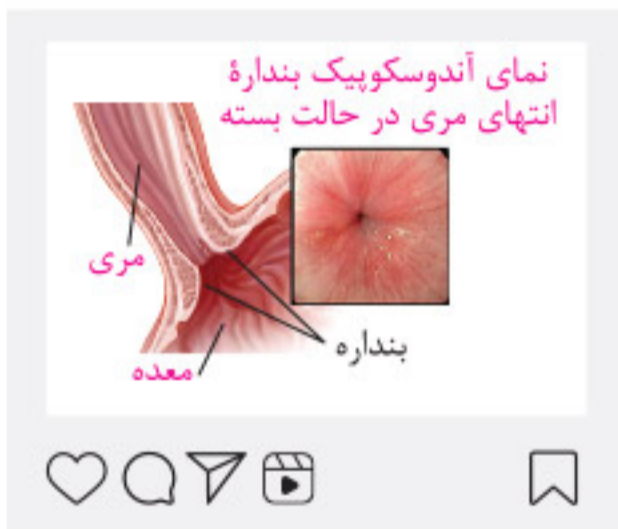 نمای آندوسکوپیک بندارهٔ
انتهای مری در حالت بسته
مری
بنداره
معده